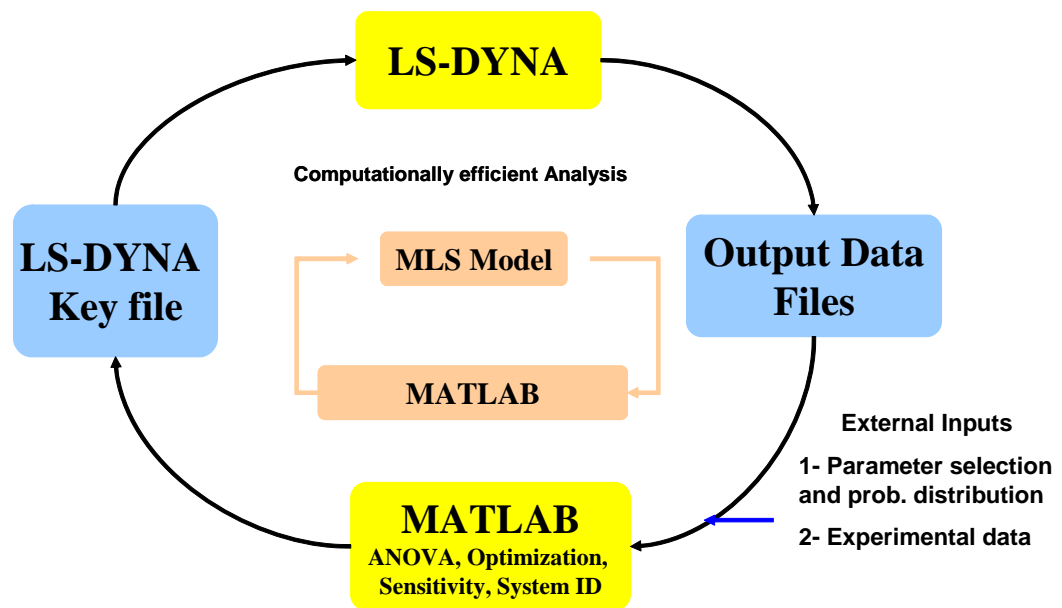 LS-DYNA
Computationally efficient Analysis
LS-DYNA
Key file
MLS Model
Output Data
Files
MATLAB
External Inputs
1- Parameter selection
and prob. distribution
2- Experimental data
MATLAB
ANOVA, Optimization,
Sensitivity, System ID